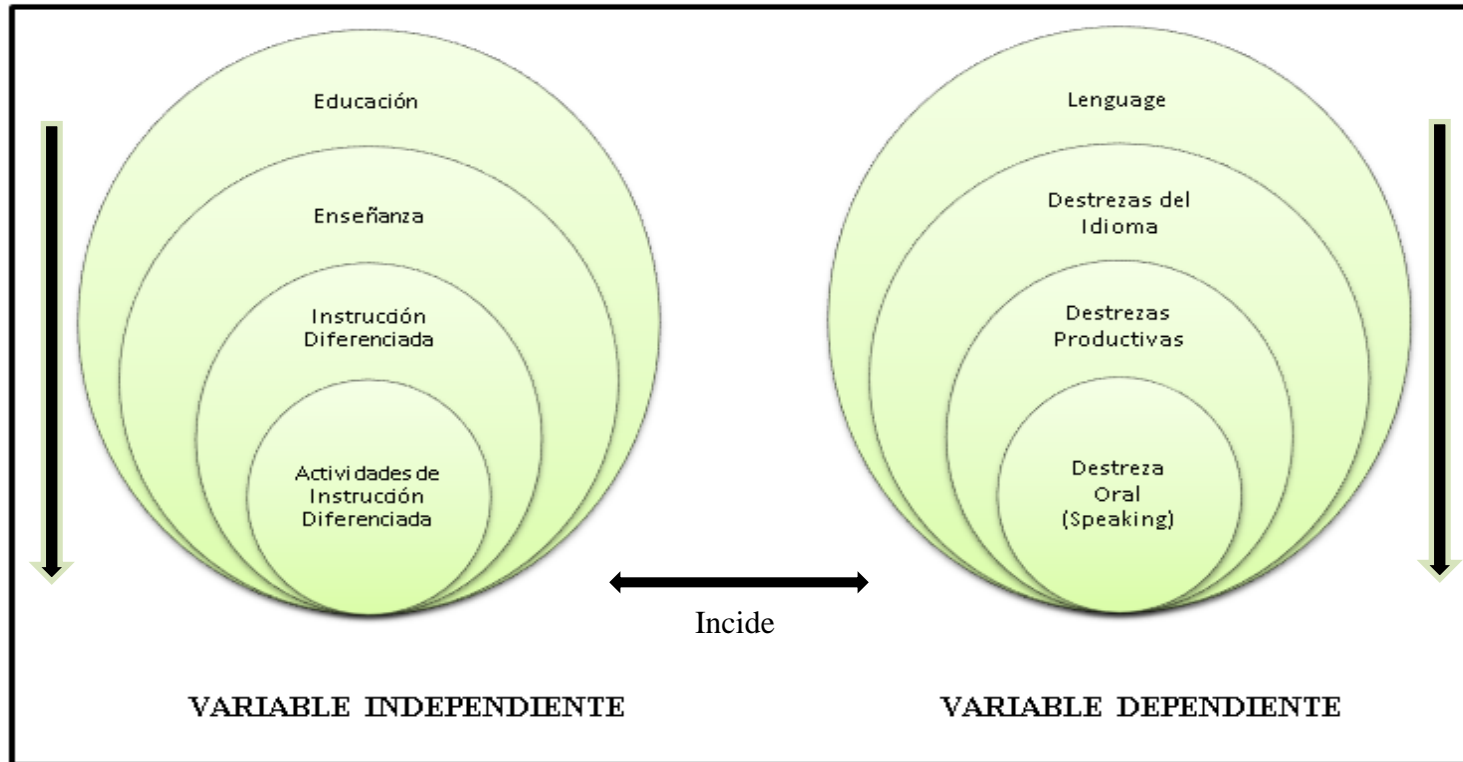 Educación
Enseñanza
Instrucción
Diferenciada
Actividades de
Instrucción
Diferenciada
Lenguage
Destrezas del
Idioma
Destrezas
Productivas
Destreza
Oral
(Speaking)
Incide
VARIABLE INDEPENDIENTE
VARIABLE DEPENDIENTE